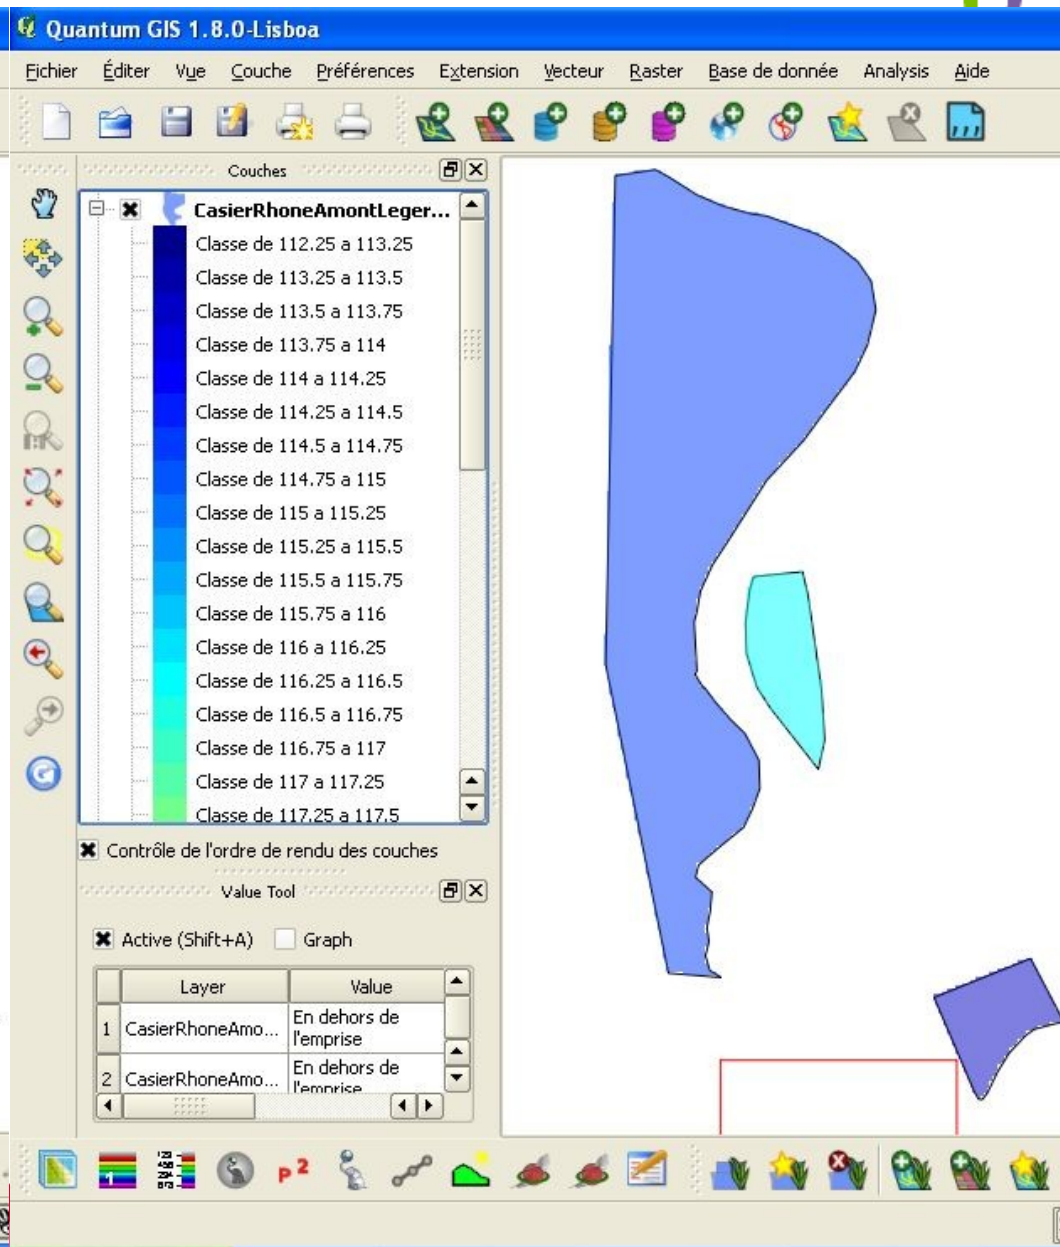 Quantum GIS 1.8.0-Lisboa
Fichier Éditer Vue Couche Préférences Extension Vecteur Raster Base de donnée Analysis Aide
Couches
CasierRhoneAmontLeger...
Classe de 112.25 a 113.25
Classe de 113.25 a 113.5
Classe de 113.5 a 113.75
Classe de 113.75 a 114
Classe de 114 a 114.25
Classe de 114.25 a 114.5
Classe de 114.5 a 114.75
Classe de 114.75 a 115
Classe de 115 a 115.25
Classe de 115.25 a 115.5
Classe de 115.5 a 115.75
Classe de 115.75 a 116
Classe de 116 a 116.25
Classe de 116.25 a 116.5
Classe de 116.5 a 116.75
Classe de 116.75 a 117
Classe de 117 a 117.25
Classe de 117.25 a 117.5
Contrôle de l'ordre de rendu des couches
Value Tool
Active (Shift+A) Graph
Layer Value
1 CasierRhoneAmo... En dehors de
l'emprise
2 CasierRhoneAmo... En dehors de
l'emprise
P2